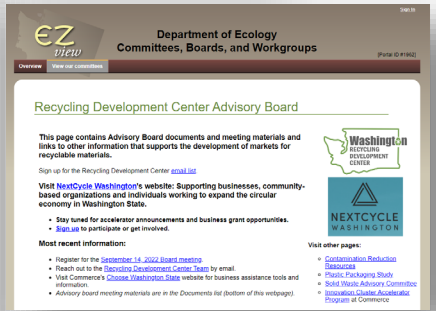 Sign In
EZ
view
Department of Ecology
Committees, Boards, and Workgroups
(Portal ID #1962)
Overview
View our committees
Recycling Development Center Advisory Board
This page contains Advisory Board documents and meeting materials and
links to other information that supports the development of markets for
recyclable materials.
Sign up for the Recycling Development Center email list
Visit NextCycle Washington's website: Supporting businesses, community-
based organizations and individuals working to expand the circular
economy in Washington State.
• Stay tuned for accelerator announcements and business grant opportunities.
• Sign up to participate or get involved.
Most recent information:
• Register for the September 14, 2022 Board meeting.
• Reach out to the Recycling Development Center Team by email.
• Visit Commerce's Choose Washington State website for business assistance tools and
information.
• Advisory board meeting materials are in the Documents list (bottom of this webpage).
Washington
RECYCLING
DEVELOPMENT
CENTER
NEXTCYCLE
WASHINGTON
Visit other pages:
Contamination Reduction
Resources
Plastic Packaging Study
Solid Waste Advisory Committee
Innovation Cluster Accelerator
Program at Commerce